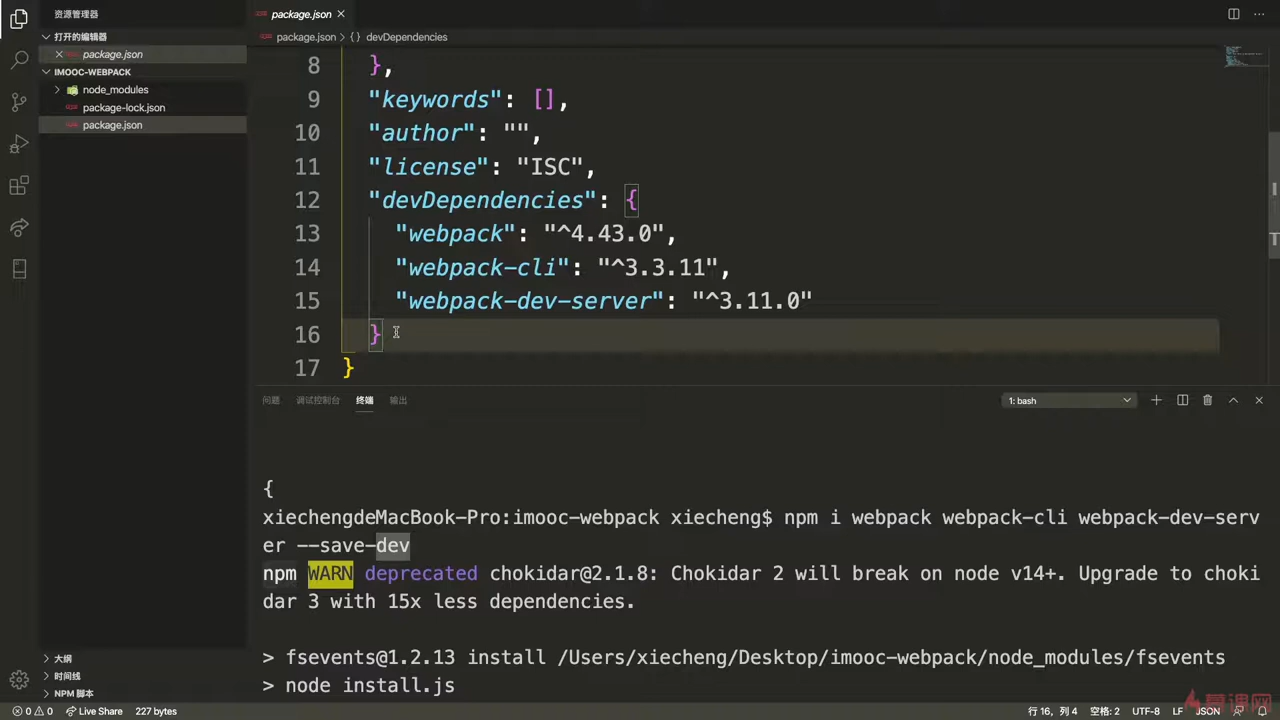 资源管理器
package.json
打开的编辑器
package.json
IMOOC-WEBPACK
node_modules
package-lock.json
package.json
大纲
时间线
NPM 脚本
package.json
{} devDependencies
8 },
9 "keywords": [],
10 "author": "",
11 "license": "ISC",
12 "devDependencies": {
13 "webpack": "^4.43.0",
14 "webpack-cli": "^3.3.11",
15 "webpack-dev-server": "^3.11.0"
16 }
17 }
问题 调试控制台 终端 输出
1: bash
{
xiechengdeMacBook-Pro:imooc-webpack xiecheng$ npm i webpack webpack-cli webpack-dev-serv
er --save-dev
npm WARN deprecated chokidar@2.1.8: Chokidar 2 will break on node v14+. Upgrade to choki
dar 3 with 15x less dependencies.
> fsevents@1.2.13 install /Users/xiecheng/Desktop/imooc-webpack/node_modules/fsevents
> node install.js
0 0 Live Share 227 bytes
行 16, 列 4 空格: 2 UTF-8 LF JSON
慕课网